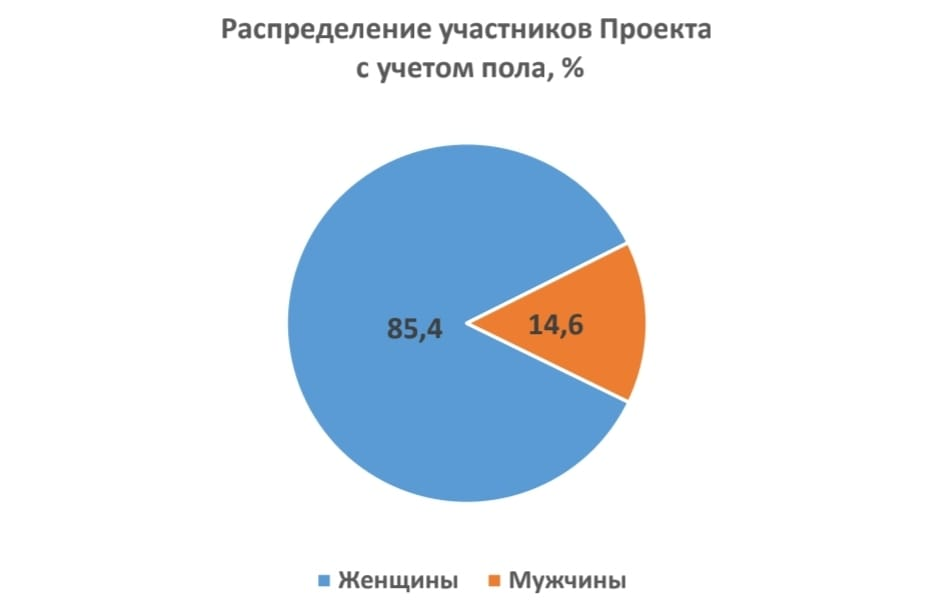 Распределение участников Проекта
с учетом пола, %
85,4
14,6
Женщины Мужчины